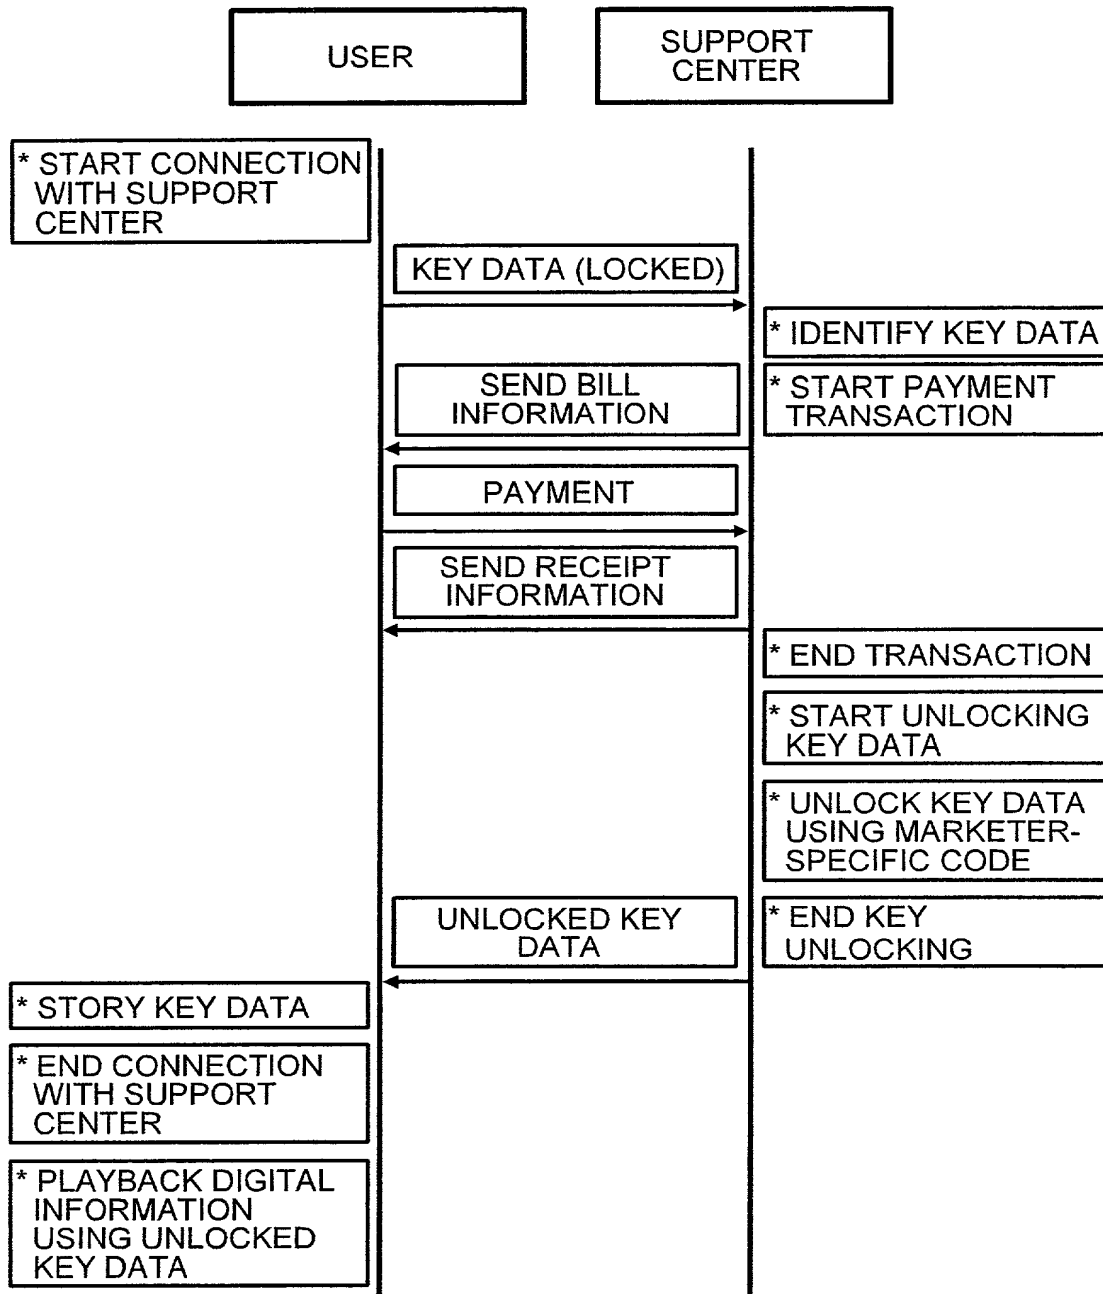 USER
SUPPORT
CENTER
* START CONNECTION
WITH SUPPORT
CENTER
KEY DATA (LOCKED)
* IDENTIFY KEY DATA
SEND BILL
INFORMATION
* START PAYMENT
TRANSACTION
PAYMENT
SEND RECEIPT
INFORMATION
* END TRANSACTION
* START UNLOCKING
KEY DATA
* UNLOCK KEY DATA
USING MARKETER-
SPECIFIC CODE
UNLOCKED KEY
DATA
* END KEY
UNLOCKING
* STORY KEY DATA
* END CONNECTION
WITH SUPPORT
CENTER
* PLAYBACK DIGITAL
INFORMATION
USING UNLOCKED
KEY DATA